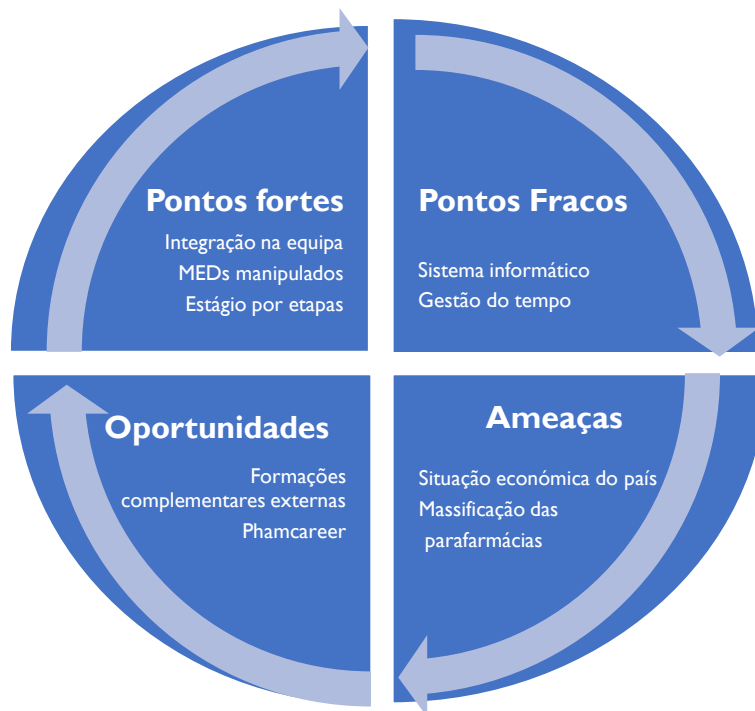 Pontos fortes
Integração na equipa
MEDs manipulados
Estágio por etapas
Pontos Fracos
Sistema informático
Gestão do tempo
Oportunidades
Formações
complementares externas
Phamcareer
Ameaças
Situação económica do país
Massificação das
parafarmácias